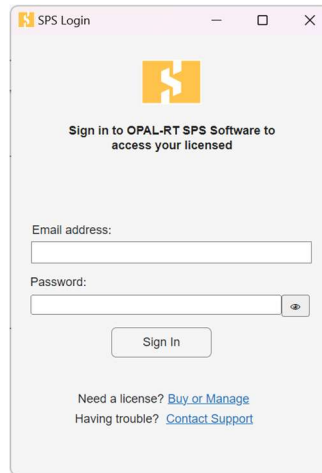 SPS Login
Sign in to OPAL-RT SPS Software to
access your licensed
Email address:
Password:
Sign In
Need a license? Buy or Manage
Having trouble? Contact Support